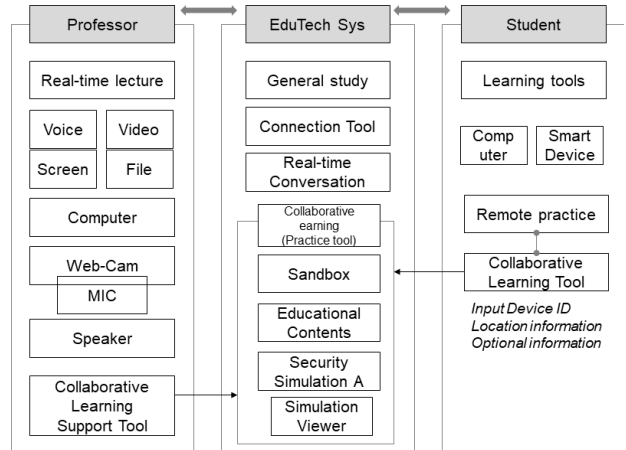 Professor
EduTech Sys
Student
Real-time lecture
Voice
Video
Screen
File
Computer
Web-Cam
MIC
Speaker
Collaborative
Learning
Support Tool
General study
Connection Tool
Real-time
Conversation
Collaborative
earning
(Practice tool)
Sandbox
Educational
Contents
Security
Simulation A
Simulation
Viewer
Learning tools
Comp
uter
Smart
Device
Remote practice
Collaborative
Learning Tool
Input Device ID
Location information
Optional information